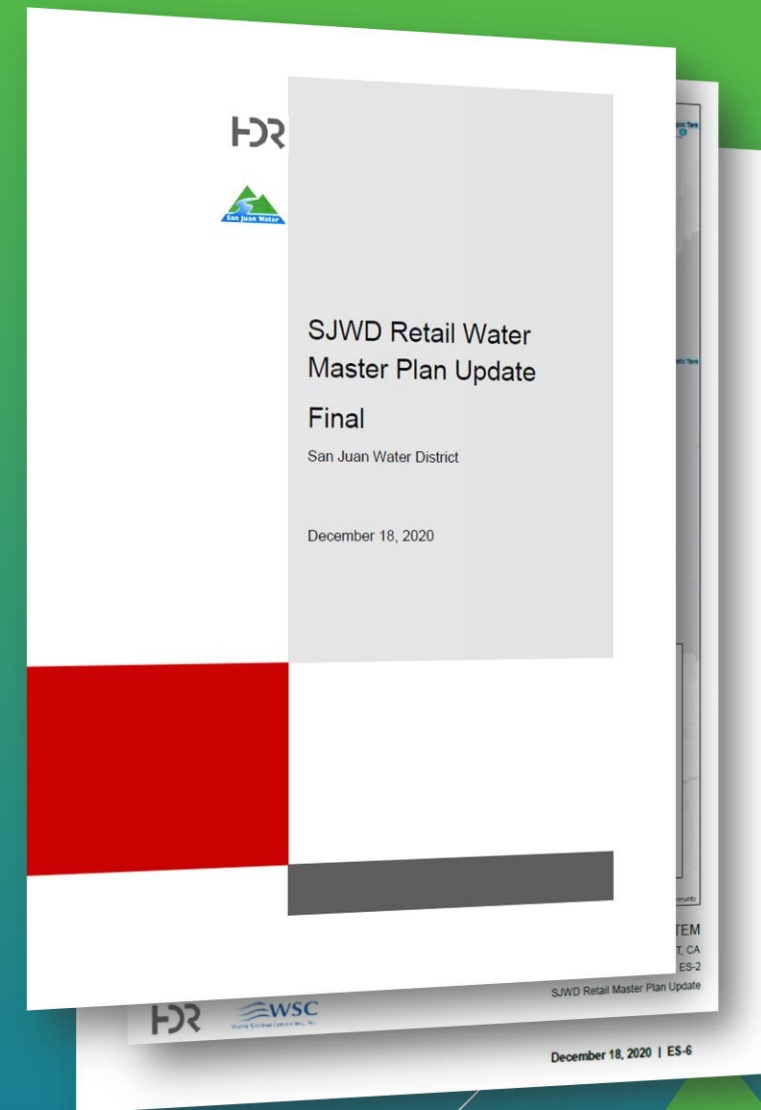 HDR
San Juan Water
SJWD Retail Water
Master Plan Update
Final
San Juan Water District
December 18, 2020
TEM
T, CA
ES-2
SJWD Retail Master Plan Update
HDR
WSC
December 18, 2020 | ES-6